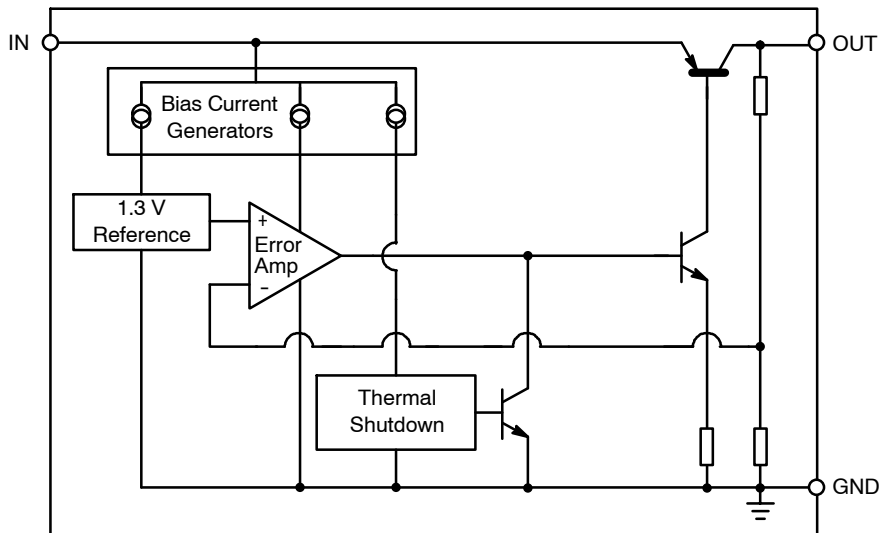 IN
OUT
Bias Current
Generators
1.3 V
Reference
+
Error
Amp
−
Thermal
Shutdown
GND